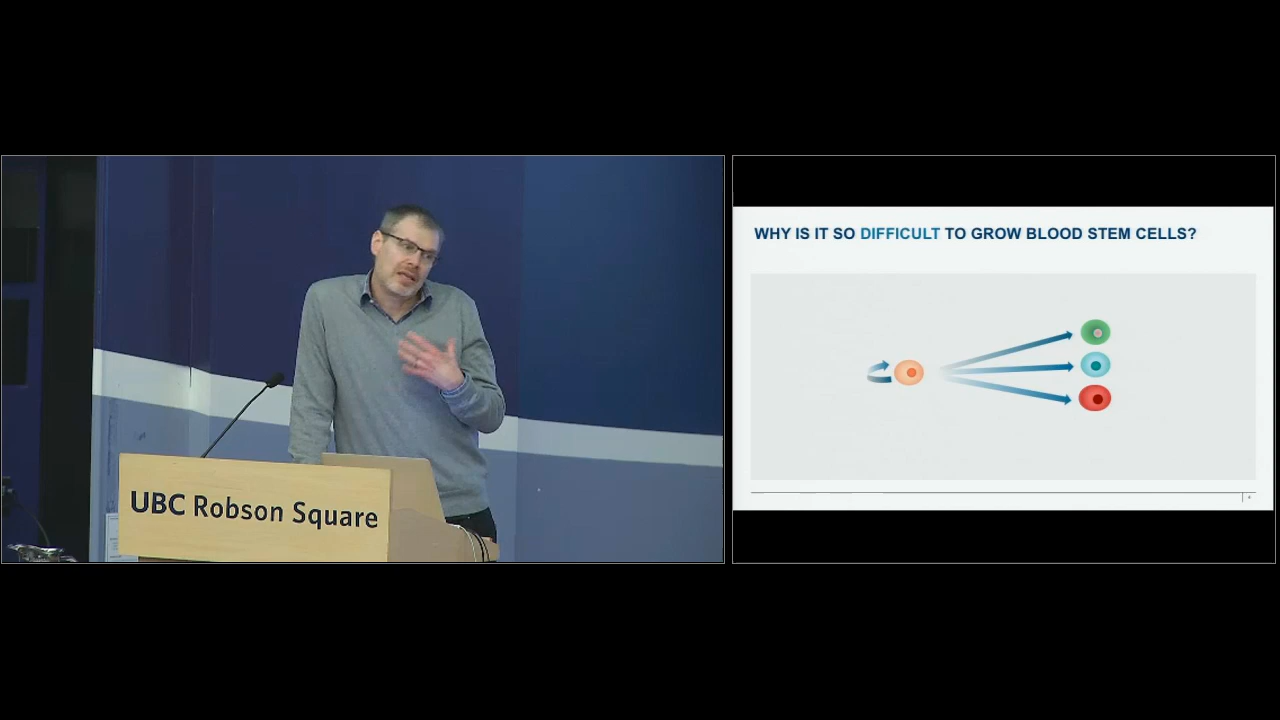 UBC Robson Square
WHY IS IT SO DIFFICULT TO GROW BLOOD STEM CELLS?